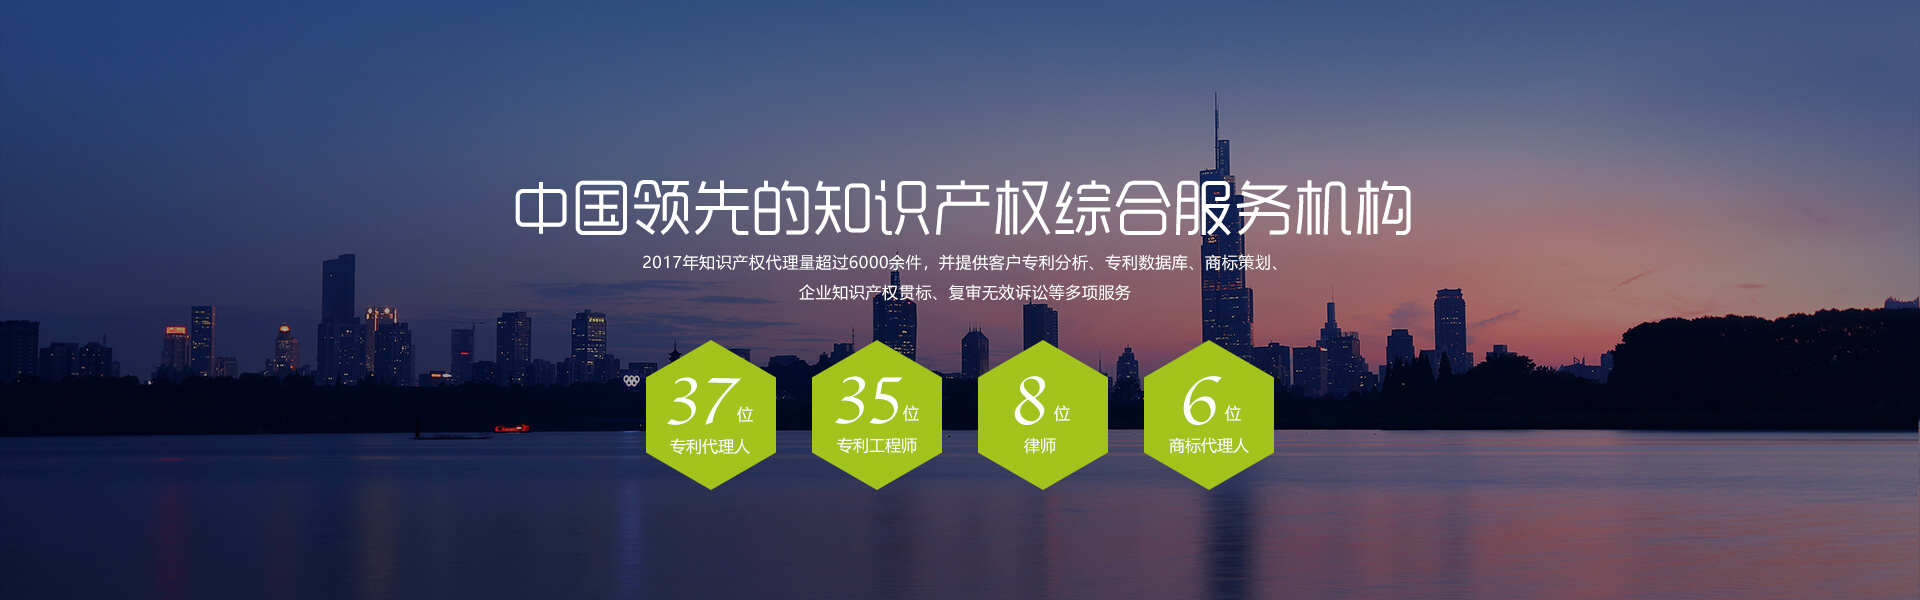 中国领先的知识产权综合服务机构
2017年知识产权代理量超过6000余件，并提供客户专利分析、专利数据库、商标策划、
企业知识产权贯标、复审无效诉讼等多项服务
37位
专利代理人
35位
专利工程师
8位
律师
6位
商标代理人